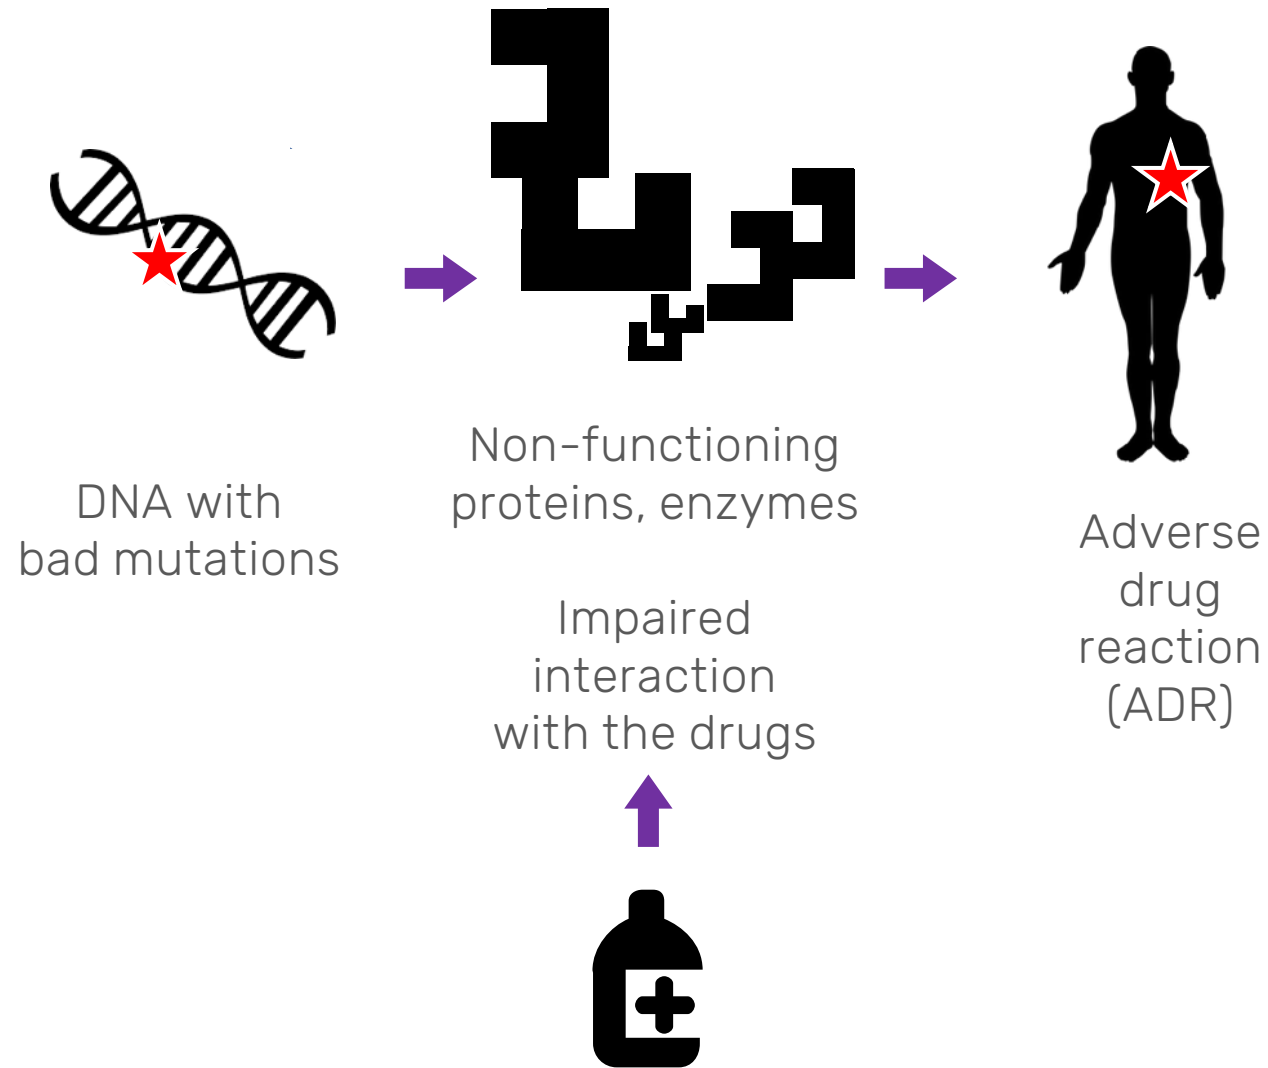 DNA with
bad mutations
Non-functioning
proteins, enzymes
Impaired
interaction
with the drugs
Adverse
drug
reaction
(ADR)